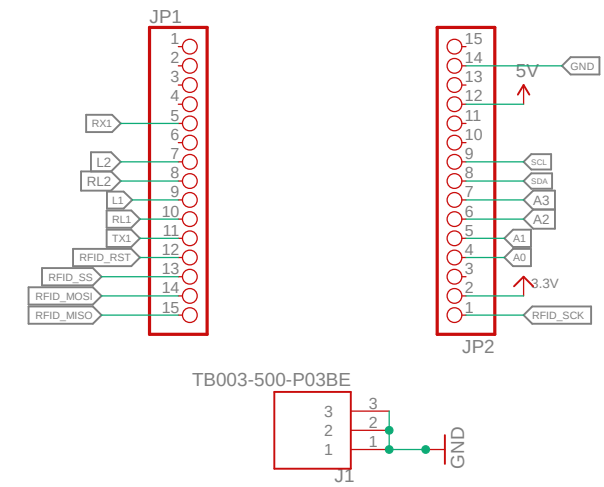 JP1
1
2
3
4
RX1 5
6
L2 7
RL2 8
L1 9
RL1 10
TX1 11
RFID_RST 12
RFID_SS 13
RFID_MOSI 14
RFID_MISO 15
15
14 GND
13 5V
12
11
10
9 SCL
8 SDA
7 A3
6 A2
5 A1
4 A0
3
2 3.3V
1 RFID_SCK
JP2
TB003-500-P03BE
3 3
2 2
1 1
GND
J1